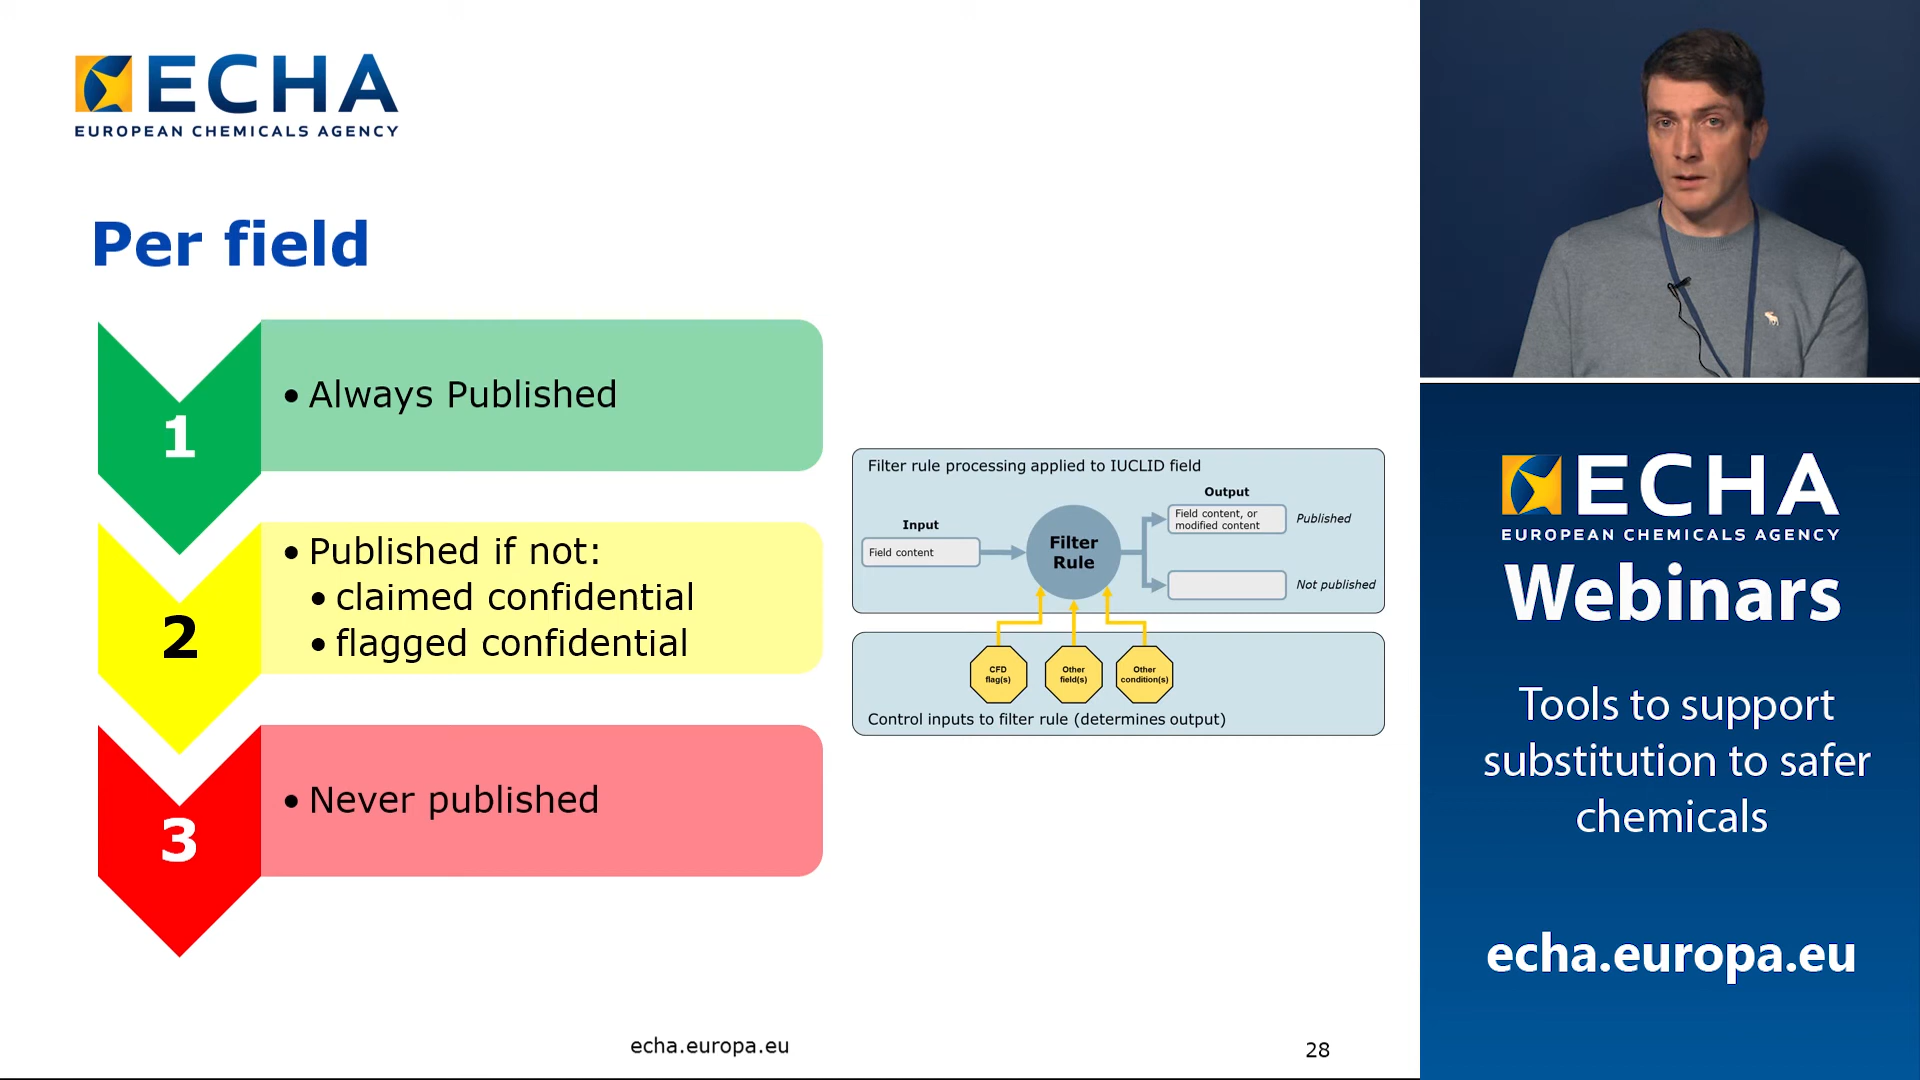 ECHA
EUROPEAN CHEMICALS AGENCY
Per field
1
• Always Published
2
• Published if not:
• claimed confidential
• flagged confidential
3
• Never published
Filter rule processing applied to IUCLID field
Input
Field content
Filter
Rule
Output
Field content, or
modified content
Published
Not published
CFD
flag(s)
Other
field(s)
Other
condition(s)
Control inputs to filter rule (determines output)
echa.europa.eu
28
ECHA
EUROPEAN CHEMICALS AGENCY
Webinars
Tools to support
substitution to safer
chemicals
echa.europa.eu